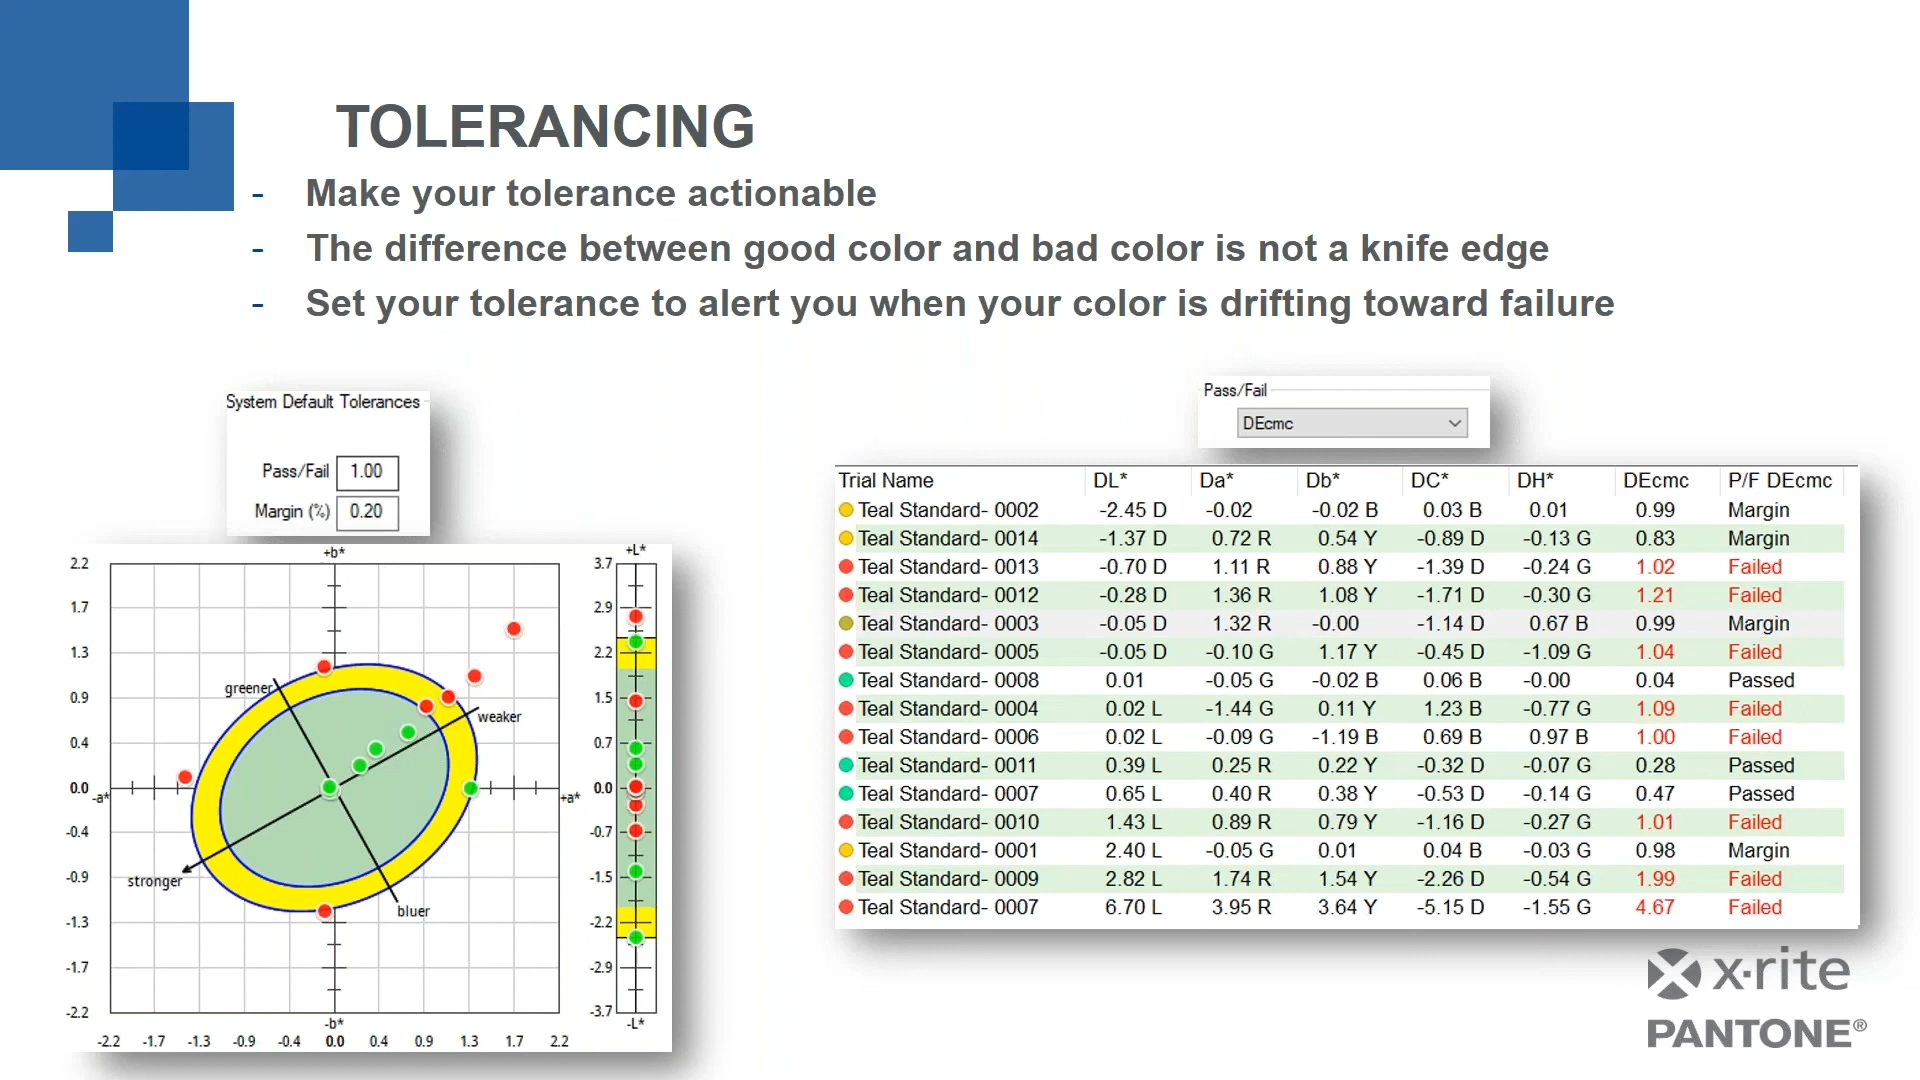 TOLERANCING
- Make your tolerance actionable
- The difference between good color and bad color is not a knife edge
- Set your tolerance to alert you when your color is drifting toward failure
System Default Tolerances
Pass/Fail 1.00
Margin (%) 0.20
+b*
2.2
1.7
1.3
0.9
0.4
0.0
-0.4
-0.9
-1.3
-1.7
-2.2
-a*
+a*
greener
weaker
stronger
bluer
-b*
-2.2 -1.7 -1.3 -0.9 -0.4 0.0 0.4 0.9 1.3 1.7 2.2
+L*
3.7
2.9
2.2
1.5
0.7
0.0
-0.7
-1.5
-2.2
-2.9
-3.7
-L*
Pass/Fail
DEcmc
Trial Name DL* Da* Db* DC* DH* DEcmc P/F DEcmc
Teal Standard- 0002 -2.45 D -0.02 -0.02 B 0.03 B 0.01 0.99 Margin
Teal Standard- 0014 -1.37 D 0.72 R 0.54 Y -0.89 D -0.13 G 0.83 Margin
Teal Standard- 0013 -0.70 D 1.11 R 0.88 Y -1.39 D -0.24 G 1.02 Failed
Teal Standard- 0012 -0.28 D 1.36 R 1.08 Y -1.71 D -0.30 G 1.21 Failed
Teal Standard- 0003 -0.05 D 1.32 R -0.00 -1.14 D 0.67 B 0.99 Margin
Teal Standard- 0005 -0.05 D -0.10 G 1.17 Y -0.45 D -1.09 G 1.04 Failed
Teal Standard- 0008 0.01 -0.05 G -0.02 B 0.06 B -0.00 0.04 Passed
Teal Standard- 0004 0.02 L -1.44 G 0.11 Y 1.23 B -0.77 G 1.09 Failed
Teal Standard- 0006 0.02 L -0.09 G -1.19 B 0.69 B 0.97 B 1.00 Failed
Teal Standard- 0011 0.39 L 0.25 R 0.22 Y -0.32 D -0.07 G 0.28 Passed
Teal Standard- 0007 0.65 L 0.40 R 0.38 Y -0.53 D -0.14 G 0.47 Passed
Teal Standard- 0010 1.43 L 0.89 R 0.79 Y -1.16 D -0.27 G 1.01 Failed
Teal Standard- 0001 2.40 L -0.05 G 0.01 0.04 B -0.03 G 0.98 Margin
Teal Standard- 0009 2.82 L 1.74 R 1.54 Y -2.26 D -0.54 G 1.99 Failed
Teal Standard- 0007 6.70 L 3.95 R 3.64 Y -5.15 D -1.55 G 4.67 Failed
x·rite
PANTONE®